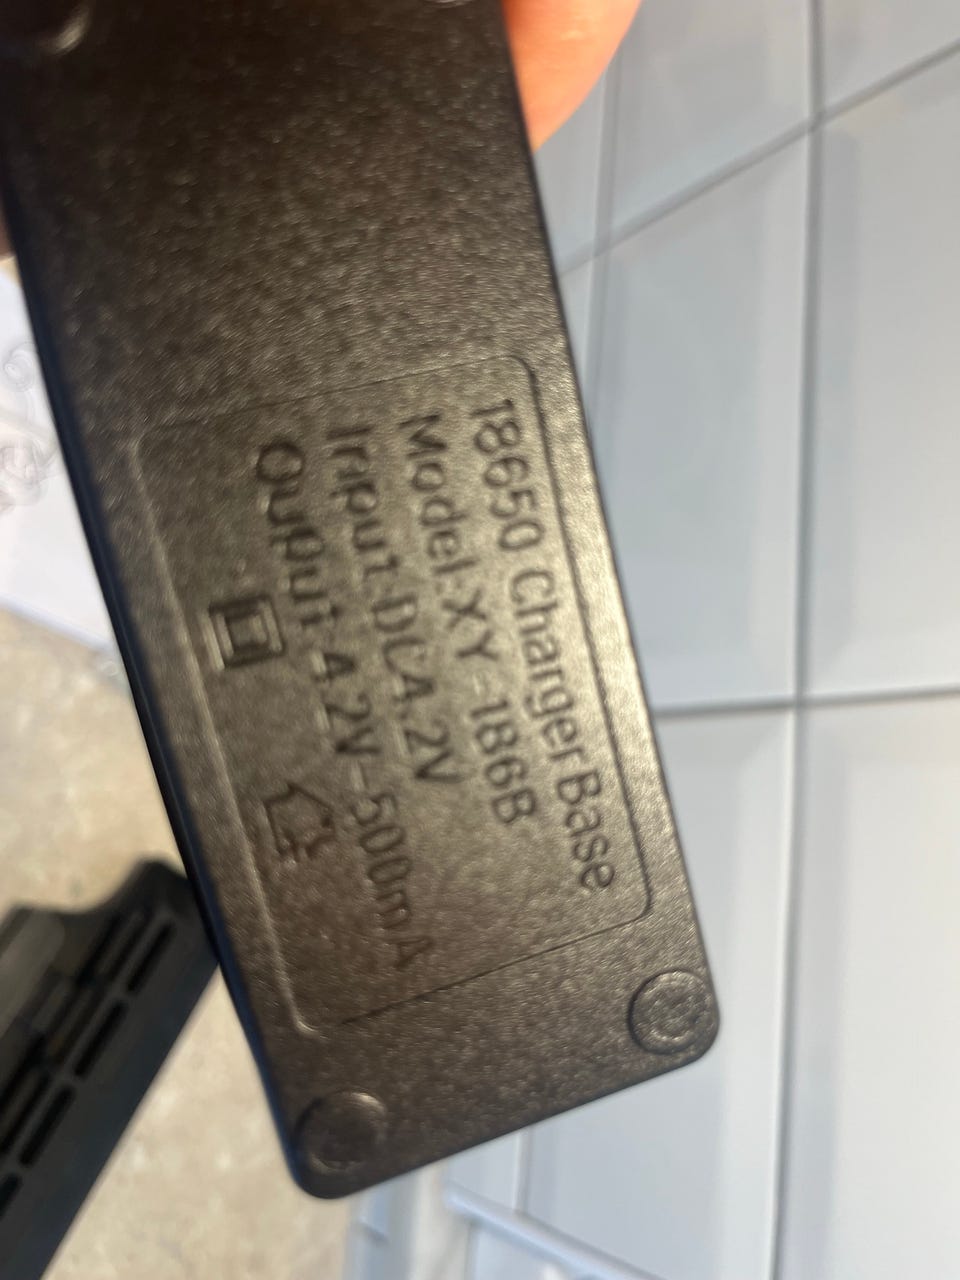 18650 Charger Base
Model:XY-186B
Input:DC4.2V
Output:4.2V-500mA